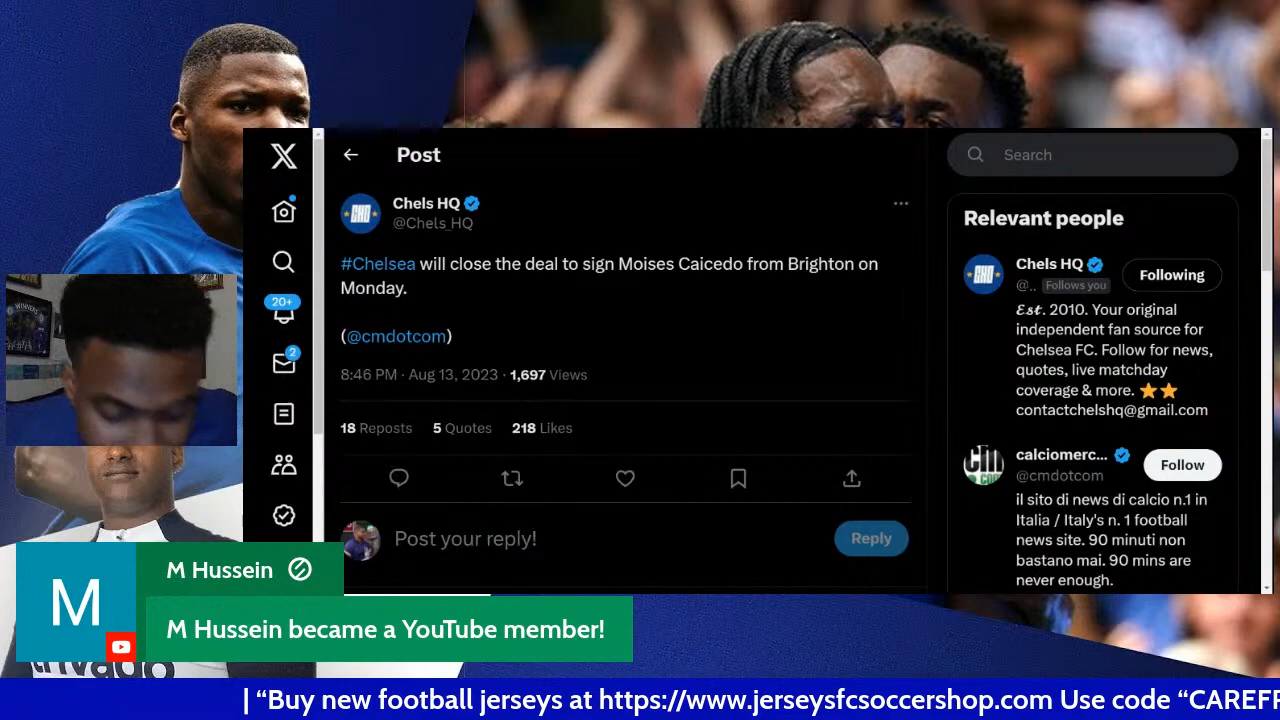 Post
Search
Chels HQ
@Chels_HQ
#Chelsea will close the deal to sign Moises Caicedo from Brighton on
Monday.
(@cmdotcom)
8:46 PM · Aug 13, 2023 · 1,697 Views
18 Reposts 5 Quotes 218 Likes
Post your reply!
Reply
20+
2
Relevant people
Chels HQ
@.. Follows you
Following
𝓔𝓼𝓽. 2010. Your original
independent fan source for
Chelsea FC. Follow for news,
quotes, live matchday
coverage & more. ⭐⭐
contactchelshq@gmail.com
calciomerc...
@cmdotcom
Follow
il sito di news di calcio n.1 in
Italia / Italy's n. 1 football
news site. 90 minuti non
bastano mai. 90 mins are
never enough.
WINNERS
M
M Hussein
M Hussein became a YouTube member!
| “Buy new football jerseys at https://www.jerseysfcsoccershop.com Use code “CAREFF